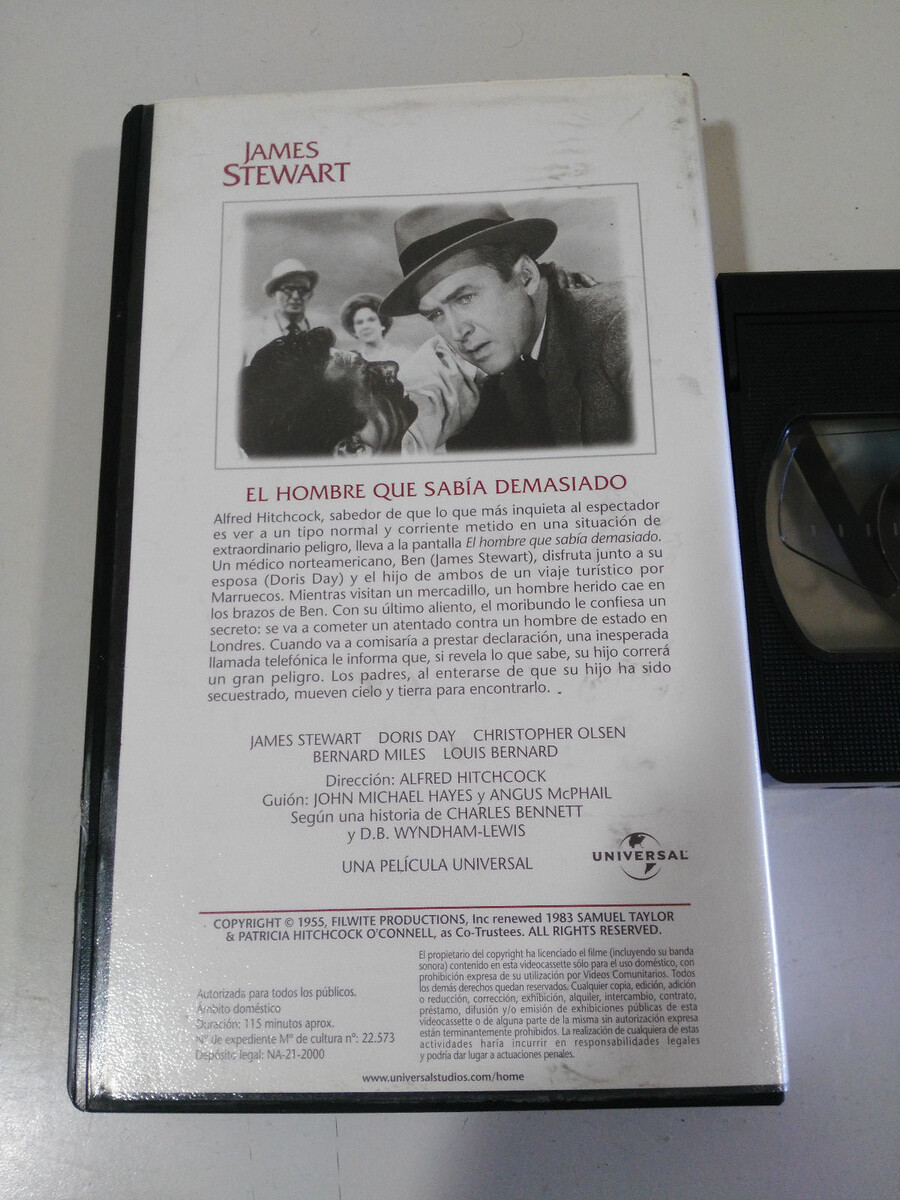 JAMES
STEWART
EL HOMBRE QUE SABÍA DEMASIADO
Alfred Hitchcock, sabedor de que lo que más inquieta al espectador
es ver a un tipo normal y corriente metido en una situación de
extraordinario peligro, lleva a la pantalla El hombre que sabía demasiado.
Un médico norteamericano, Ben (James Stewart), disfruta junto a su
esposa (Doris Day) y el hijo de ambos de un viaje turístico por
Marruecos. Mientras visitan un mercadillo, un hombre herido cae en
los brazos de Ben. Con su último aliento, el moribundo le confiesa un
secreto: se va a cometer un atentado contra un hombre de estado en
Londres. Cuando va a comisaría a prestar declaración, una inesperada
llamada telefónica le informa que, si revela lo que sabe, su hijo correrá
un gran peligro. Los padres, al enterarse de que su hijo ha sido
secuestrado, mueven cielo y tierra para encontrarlo.
JAMES STEWART DORIS DAY CHRISTOPHER OLSEN
BERNARD MILES LOUIS BERNARD
Dirección: ALFRED HITCHCOCK
Guión: JOHN MICHAEL HAYES y ANGUS McPHAIL
Según una historia de CHARLES BENNETT
y D.B. WYNDHAM-LEWIS
UNA PELÍCULA UNIVERSAL
UNIVERSAL
COPYRIGHT © 1955, FILWITE PRODUCTIONS, Inc renewed 1983 SAMUEL TAYLOR
& PATRICIA HITCHCOCK O'CONNELL, as Co-Trustees. ALL RIGHTS RESERVED.
Autorizada para todos los públicos.
Ámbito doméstico
Duración: 115 minutos aprox.
Nº de expediente Mº de cultura nº: 22.573
Depósito legal: NA-21-2000
El propietario del copyright ha licenciado el filme (incluyendo su banda
sonora) contenido en esta videocassette sólo para el uso doméstico, con
prohibición expresa de su utilización por Videos Comunitarios. Todos
los demás derechos quedan reservados. Cualquier copia, edición, adición
o reducción, corrección, exhibición, alquiler, intercambio, contrato,
préstamo, difusión y/o emisión de exhibiciones públicas de esta
videocassette o de alguna parte de la misma sin autorización expresa
están terminantemente prohibidos. La realización de cualquiera de estas
actividades haría incurrir en responsabilidades legales
y podría dar lugar a actuaciones penales.
www.universalstudios.com/home